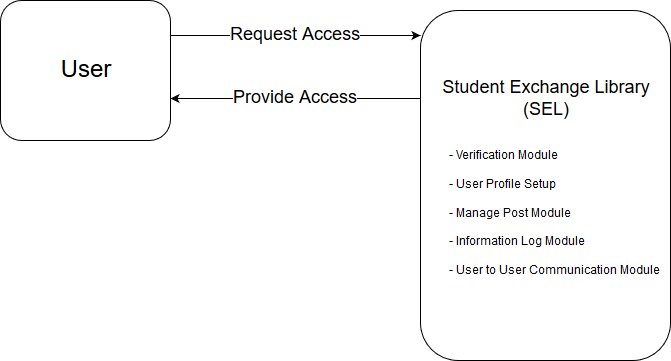 User
Request Access
Provide Access
Student Exchange Library
(SEL)
- Verification Module
- User Profile Setup
- Manage Post Module
- Information Log Module
- User to User Communication Module